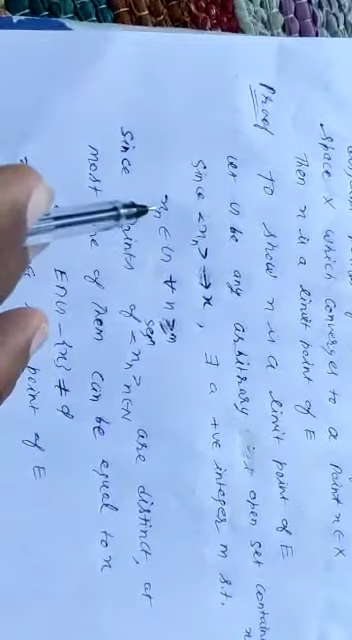 space X which converges to a point x ∈ X
Then x is a limit point of E
Proof To show x is a limit point of E
Let U be any arbitrary open set contain
Since <xₙ> → x, ∃ a +ve integer m s.t.
xₙ ∈ U ∀ n ≥ m
Since points of seqn <xₙ> n∈N are distinct, at
most of them can be equal to x
E∩U - {x} ≠ φ
point of E